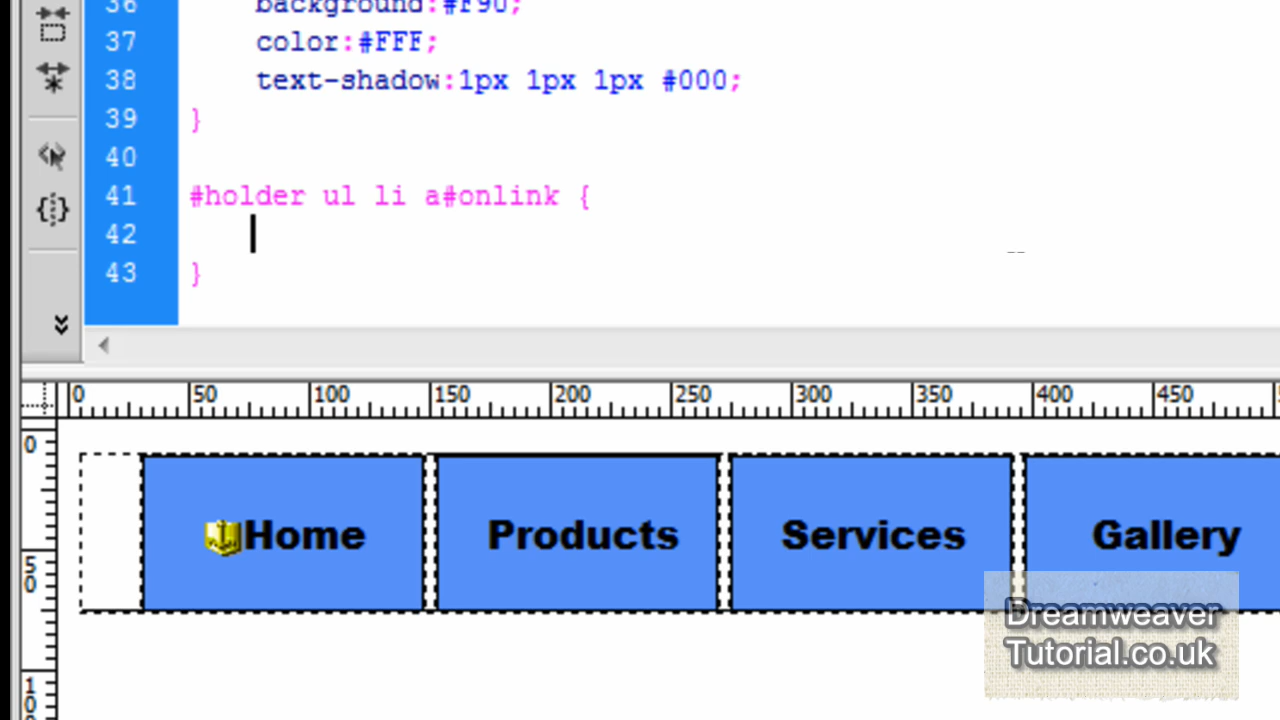 36 background:#F90;
37 color:#FFF;
38 text-shadow:1px 1px 1px #000;
39 }
40
41 #holder ul li a#onlink {
42
43 }
0 50 100 150 200 250 300 350 400 450
0
50
Home Products Services Gallery
Dreamweaver
Tutorial.co.uk